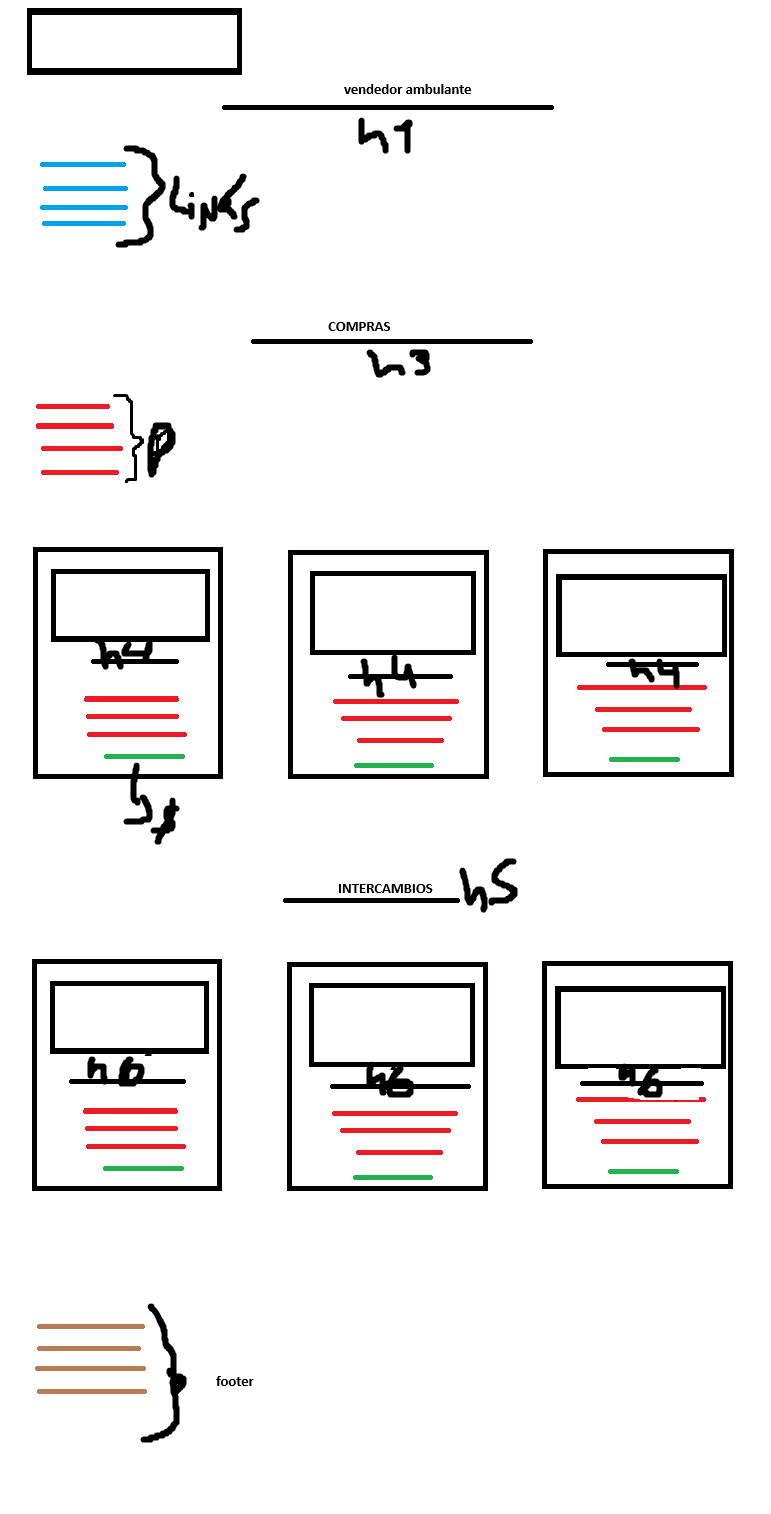 vendedor ambulante
h1
LiNKS
COMPRAS
h3
P
h4 h4 h4
$
INTERCAMBIOS h5
h6 h6 h6
P footer